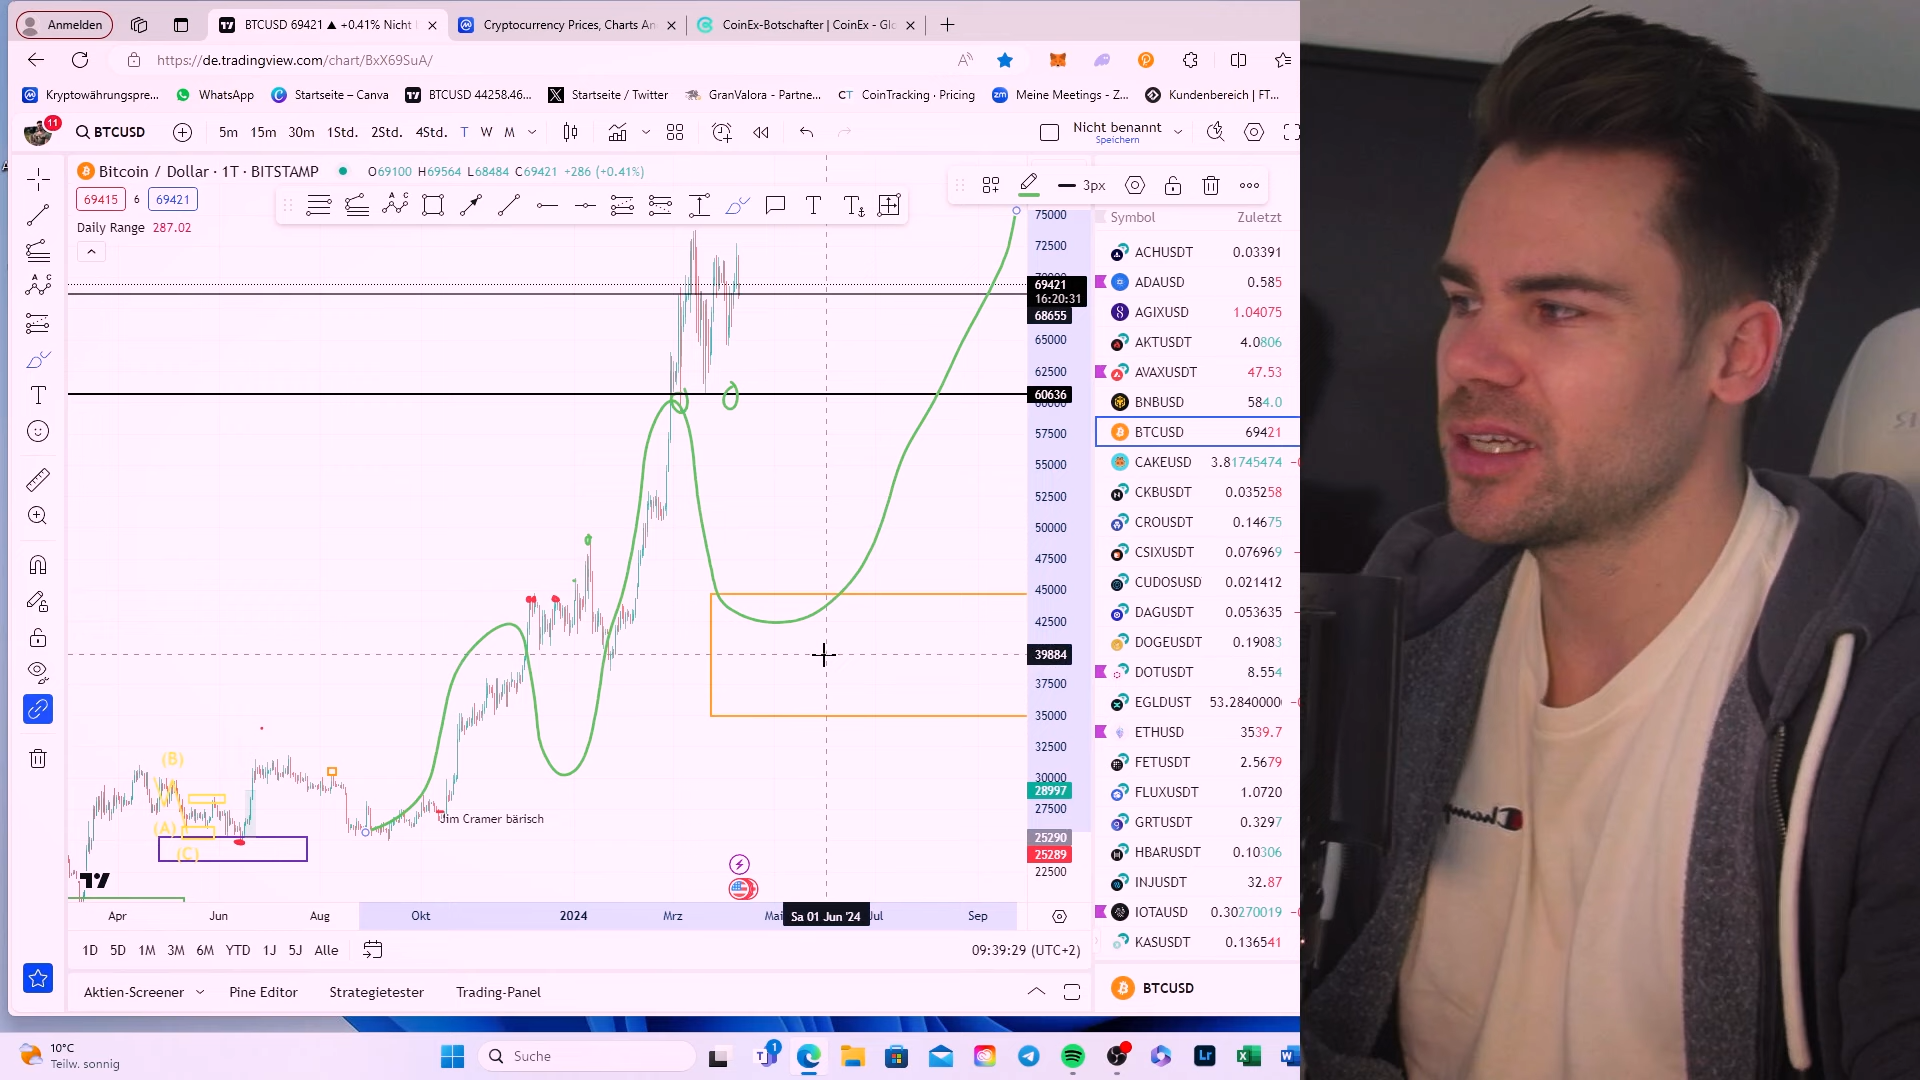 Anmelden
BTCUSD 69421 ▲ +0.41% Nicht
Cryptocurrency Prices, Charts An
CoinEx-Botschafter | CoinEx - Glo
https://de.tradingview.com/chart/BxX69SuA/
Kryptowährungspre...
WhatsApp
Startseite – Canva
BTCUSD 44258.46...
Startseite / Twitter
GranValora - Partne...
CT CoinTracking · Pricing
zm Meine Meetings - Z...
Kundenbereich | FT...
11
BTCUSD
5m 15m 30m 1Std. 2Std. 4Std. T W M
Nicht benannt
Speichern
Bitcoin / Dollar · 1T · BITSTAMP
O69100 H69564 L68484 C69421 +286 (+0.41%)
69415 6 69421
Daily Range 287.02
3px
75000
72500
69421
16:20:31
68655
65000
62500
60636
57500
55000
52500
50000
47500
45000
42500
39884
37500
35000
32500
30000
28997
27500
25290
25289
22500
(B)
(A)
(C)
Jim Cramer bärisch
Apr Jun Aug Okt 2024 Mrz Mai Sa 01 Jun '24 Jul Sep
1D 5D 1M 3M 6M YTD 1J 5J Alle
09:39:29 (UTC+2)
Aktien-Screener
Pine Editor
Strategietester
Trading-Panel
Symbol Zuletzt
ACHUSDT 0.03391
ADAUSD 0.585
AGIXUSD 1.04075
AKTUSDT 4.0806
AVAXUSDT 47.53
BNBUSD 584.0
BTCUSD 69421
CAKEUSD 3.81745474
CKBUSDT 0.035258
CROUSDT 0.14675
CSIXUSDT 0.076969
CUDOSUSD 0.021412
DAGUSDT 0.053635
DOGEUSDT 0.19083
DOTUSDT 8.554
EGLDUST 53.2840000
ETHUSD 3539.7
FETUSDT 2.5679
FLUXUSDT 1.0720
GRTUSDT 0.3297
HBARUSDT 0.10306
INJUSDT 32.87
IOTAUSD 0.30270019
KASUSDT 0.136541
BTCUSD
10°C
Teilw. sonnig
Suche
1
Lr
Champion